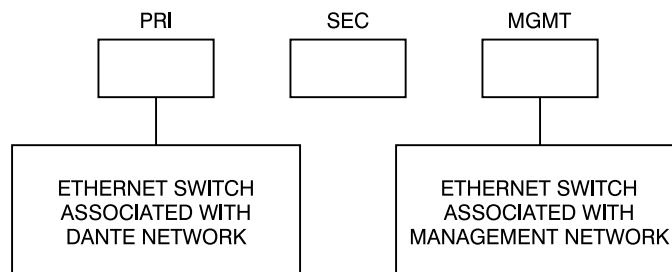 PRI SEC MGMT
ETHERNET SWITCH
ASSOCIATED WITH
DANTE NETWORK
ETHERNET SWITCH
ASSOCIATED WITH
MANAGEMENT NETWORK